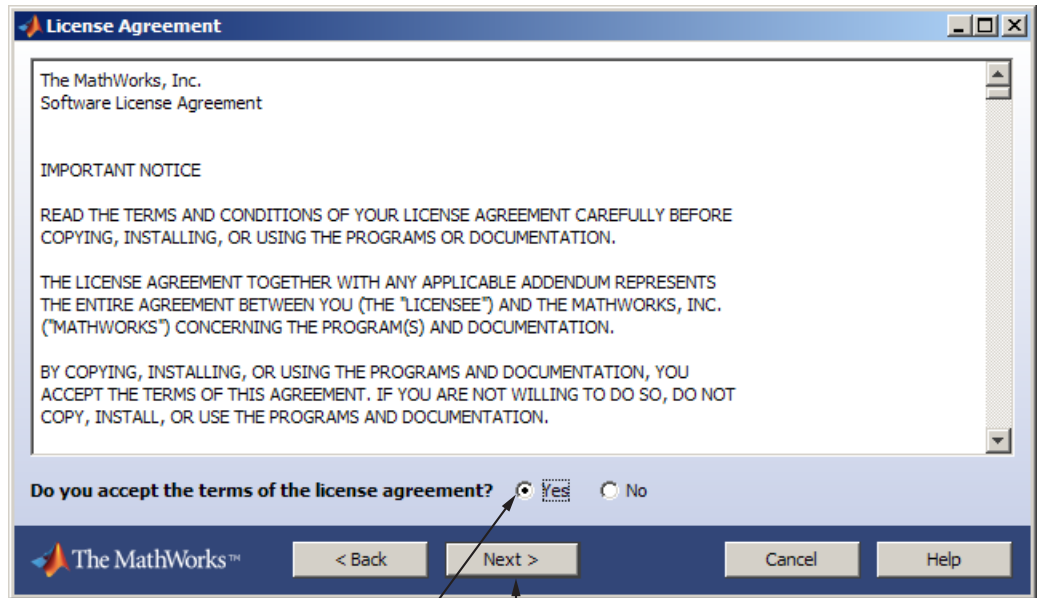 License Agreement
The MathWorks, Inc.
Software License Agreement
IMPORTANT NOTICE
READ THE TERMS AND CONDITIONS OF YOUR LICENSE AGREEMENT CAREFULLY BEFORE
COPYING, INSTALLING, OR USING THE PROGRAMS OR DOCUMENTATION.
THE LICENSE AGREEMENT TOGETHER WITH ANY APPLICABLE ADDENDUM REPRESENTS
THE ENTIRE AGREEMENT BETWEEN YOU (THE "LICENSEE") AND THE MATHWORKS, INC.
("MATHWORKS") CONCERNING THE PROGRAM(S) AND DOCUMENTATION.
BY COPYING, INSTALLING, OR USING THE PROGRAMS AND DOCUMENTATION, YOU
ACCEPT THE TERMS OF THIS AGREEMENT. IF YOU ARE NOT WILLING TO DO SO, DO NOT
COPY, INSTALL, OR USE THE PROGRAMS AND DOCUMENTATION.
Do you accept the terms of the license agreement? Yes No
The MathWorks™ < Back Next > Cancel Help